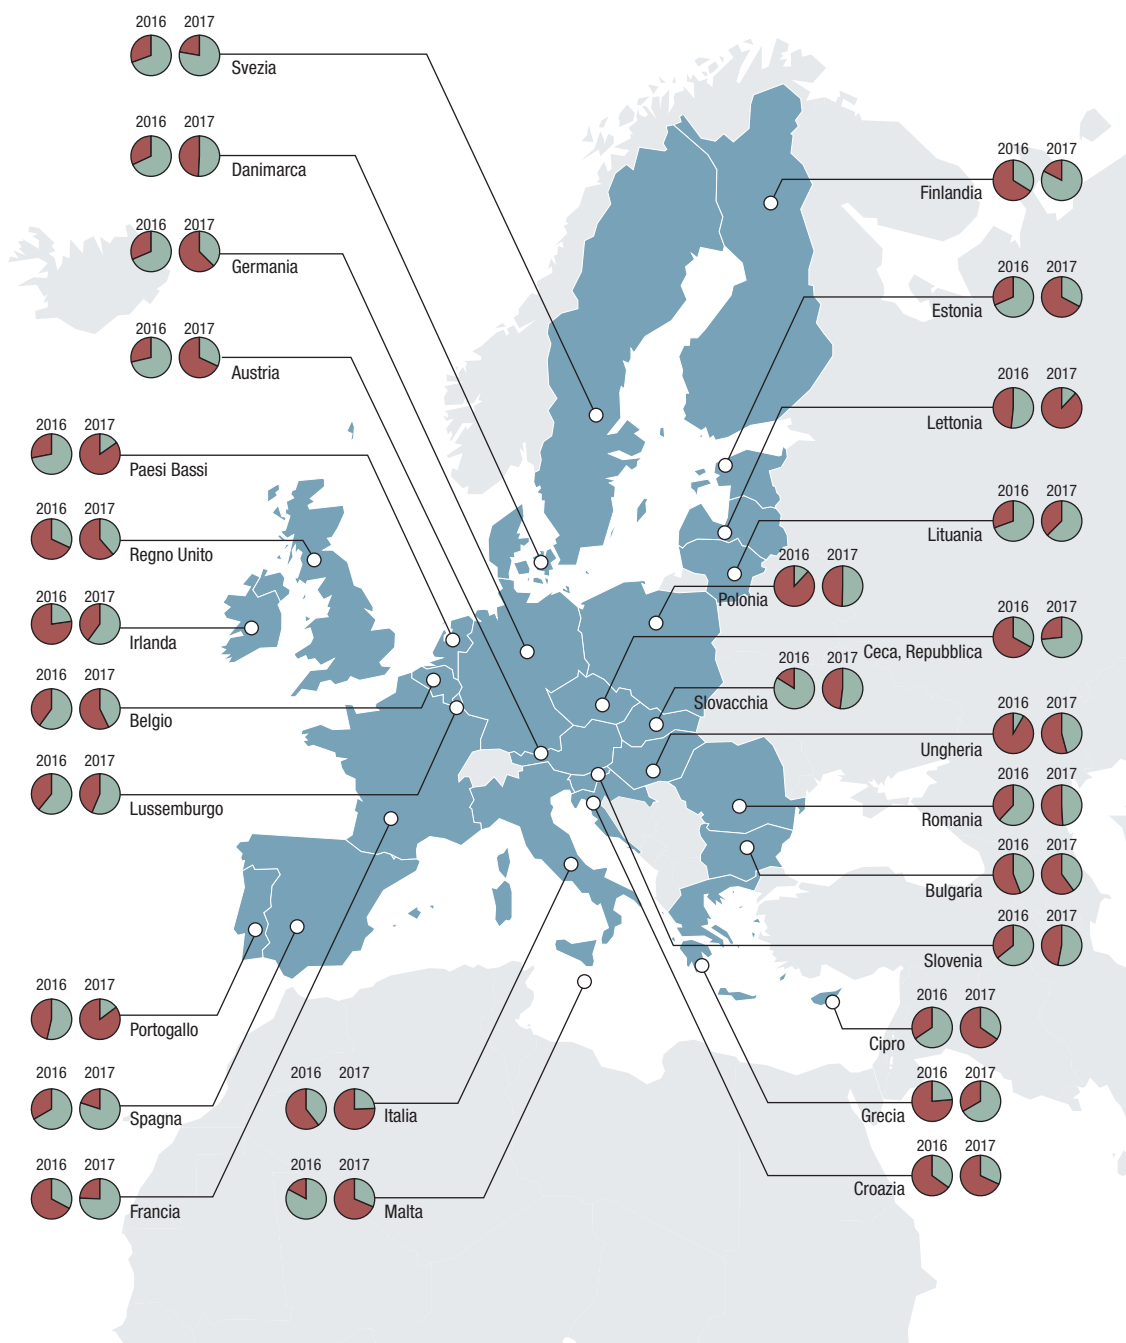 2016 2017
Svezia
2016 2017
Danimarca
2016 2017
Germania
2016 2017
Austria
2016 2017
Paesi Bassi
2016 2017
Regno Unito
2016 2017
Irlanda
2016 2017
Belgio
2016 2017
Lussemburgo
2016 2017
Portogallo
2016 2017
Spagna
2016 2017
Francia
2016 2017
Italia
2016 2017
Malta
2016 2017
Finlandia
2016 2017
Estonia
2016 2017
Lettonia
2016 2017
Lituania
2016 2017
Polonia
2016 2017
Ceca, Repubblica
2016 2017
Slovacchia
2016 2017
Ungheria
2016 2017
Romania
2016 2017
Bulgaria
2016 2017
Slovenia
2016 2017
Cipro
2016 2017
Grecia
2016 2017
Croazia